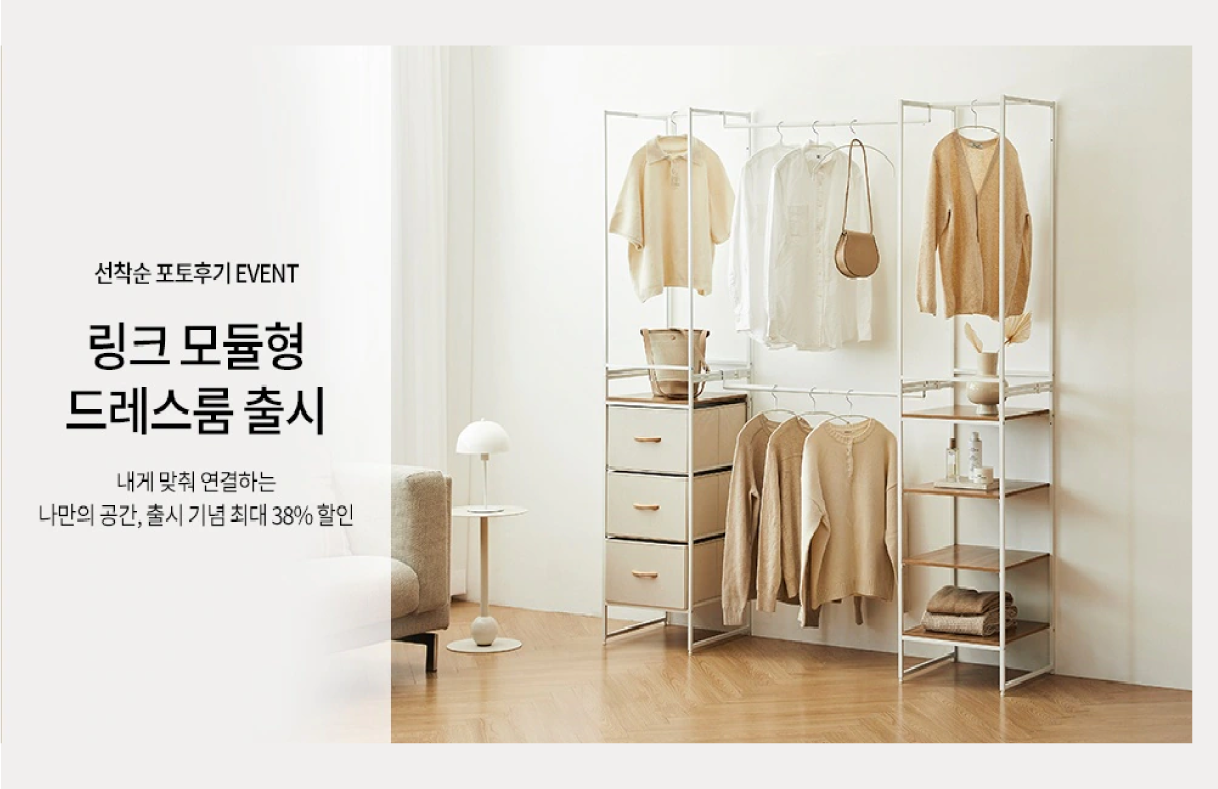 선착순 포토후기 EVENT
링크 모듈형
드레스룸 출시
내게 맞춰 연결하는
나만의 공간, 출시 기념 최대 38% 할인